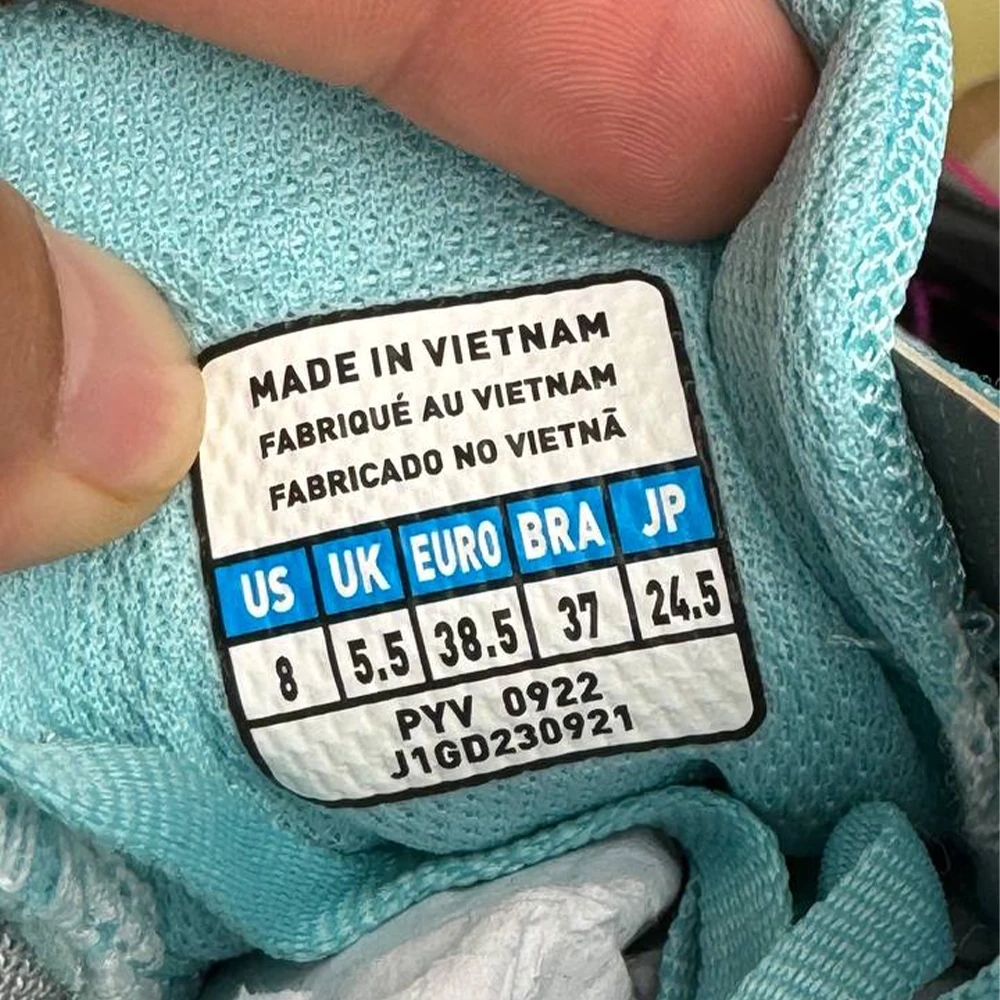 MADE IN VIETNAM
FABRIQUÉ AU VIETNAM
FABRICADO NO VIETNÃ
US UK EURO BRA JP
8 5.5 38.5 37 24.5
PYV 0922
J1GD230921